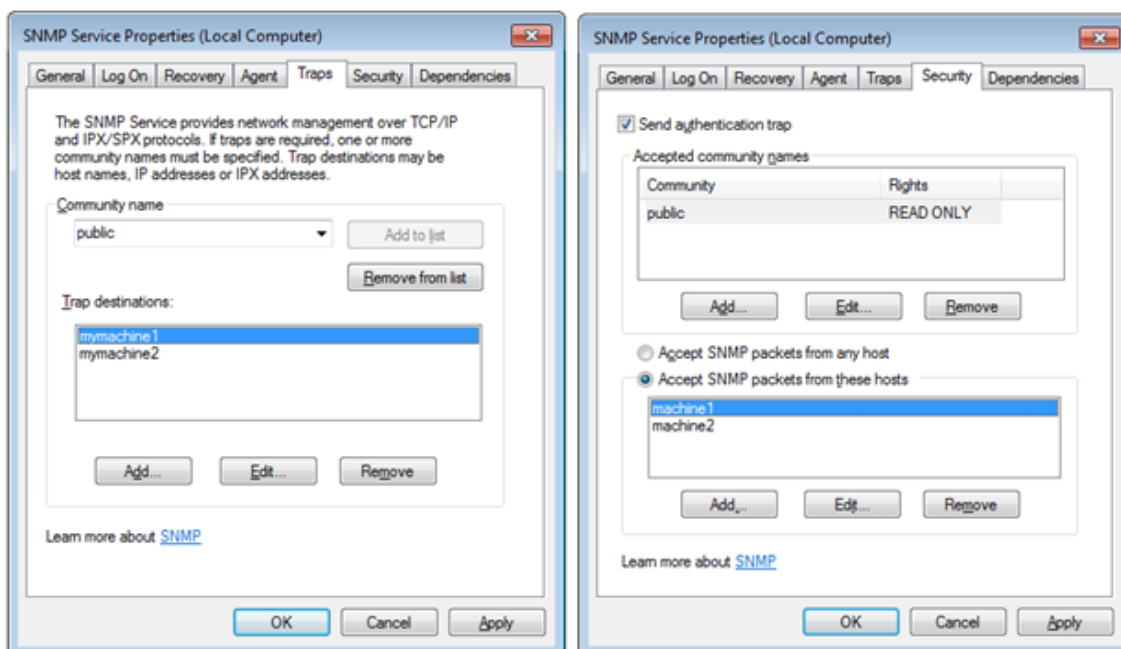 SNMP Service Properties (Local Computer)
General Log On Recovery Agent Traps Security Dependencies
The SNMP Service provides network management over TCP/IP
and IPX/SPX protocols. If traps are required, one or more
community names must be specified. Trap destinations may be
host names, IP addresses or IPX addresses.
Community name
public
Add to list
Remove from list
Trap destinations:
mymachine1
mymachine2
Add... Edit... Remove
Learn more about SNMP
OK Cancel Apply
SNMP Service Properties (Local Computer)
General Log On Recovery Agent Traps Security Dependencies
Send authentication trap
Accepted community names
Community Rights
public READ ONLY
Add... Edit... Remove
Accept SNMP packets from any host
Accept SNMP packets from these hosts
machine1
machine2
Add... Edit... Remove
Learn more about SNMP
OK Cancel Apply